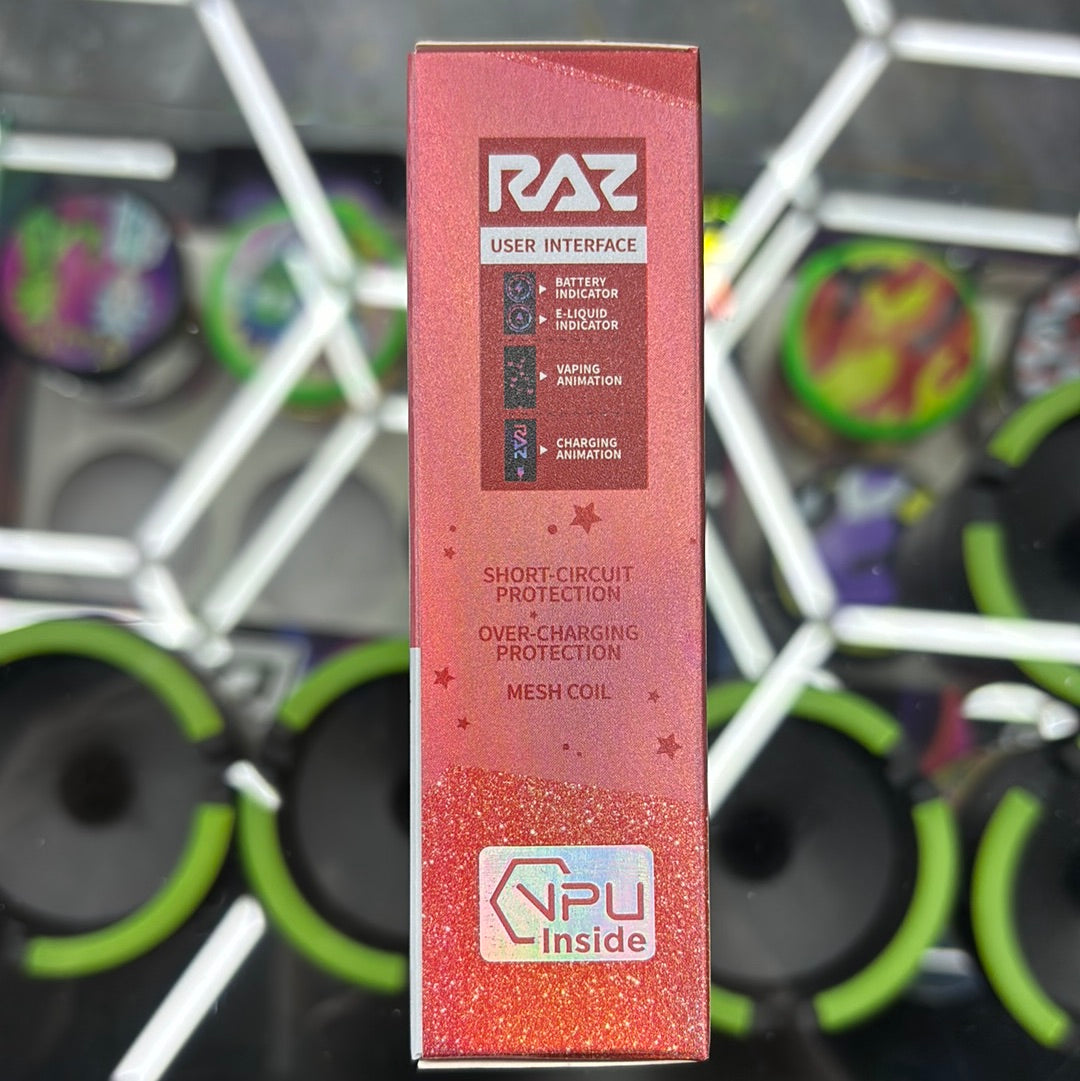 RAZ
USER INTERFACE
BATTERY
INDICATOR
E-LIQUID
INDICATOR
VAPING
ANIMATION
RAZ
CHARGING
ANIMATION
SHORT-CIRCUIT
PROTECTION
OVER-CHARGING
PROTECTION
MESH COIL
VPU
Inside